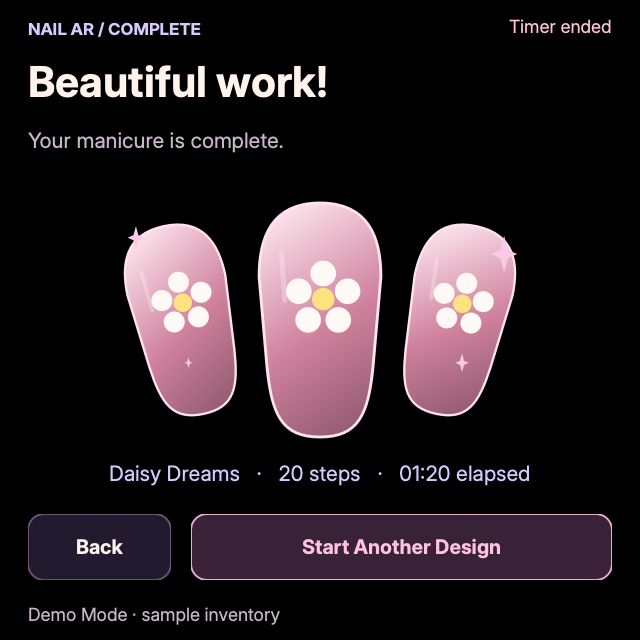 NAIL AR / COMPLETE
Timer ended
Beautiful work!
Your manicure is complete.
Daisy Dreams · 20 steps · 01:20 elapsed
Back
Start Another Design
Demo Mode · sample inventory